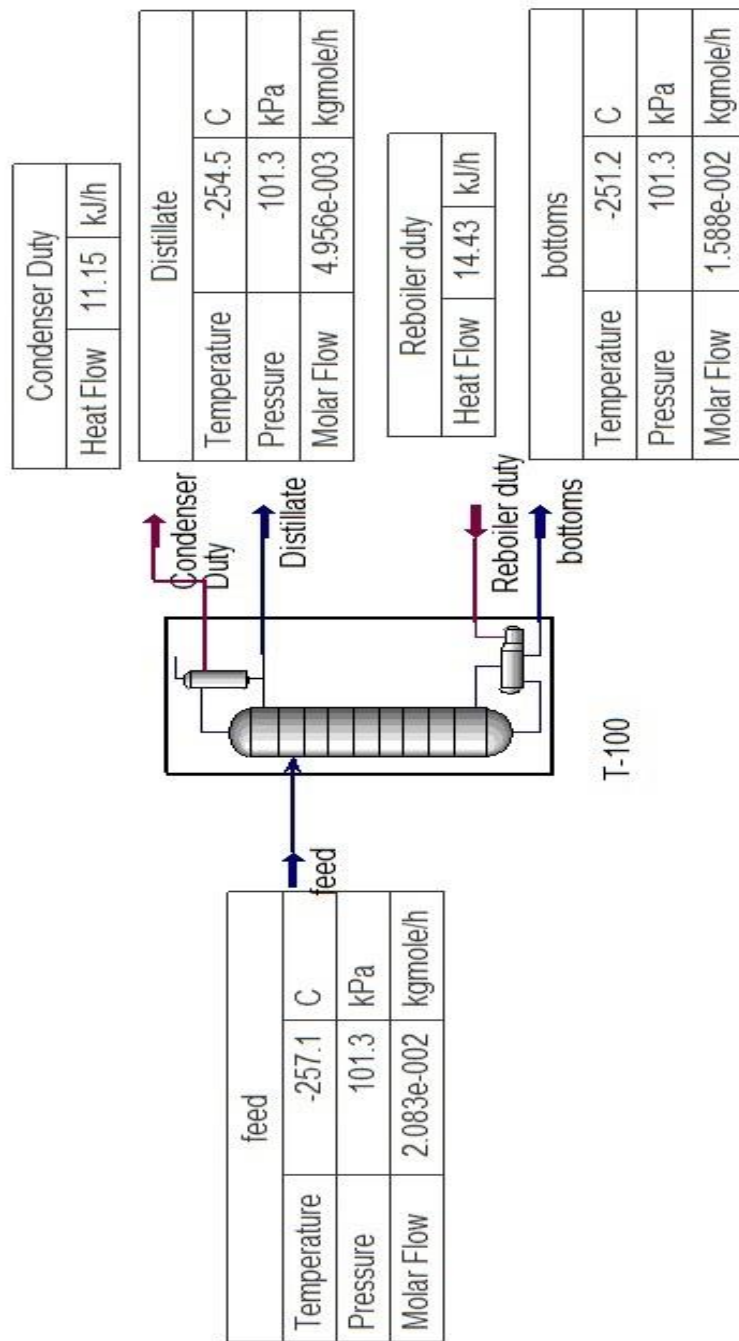 Condenser Duty
Heat Flow 11.15 kJ/h
Distillate
Temperature -254.5 C
Pressure 101.3 kPa
Molar Flow 4.956e-003 kgmole/h
Condenser
Duty
Distillate
Reboiler duty
Heat Flow 14.43 kJ/h
Reboiler duty
bottoms
bottoms
Temperature -251.2 C
Pressure 101.3 kPa
Molar Flow 1.588e-002 kgmole/h
T-100
feed
feed
Temperature -257.1 C
Pressure 101.3 kPa
Molar Flow 2.083e-002 kgmole/h